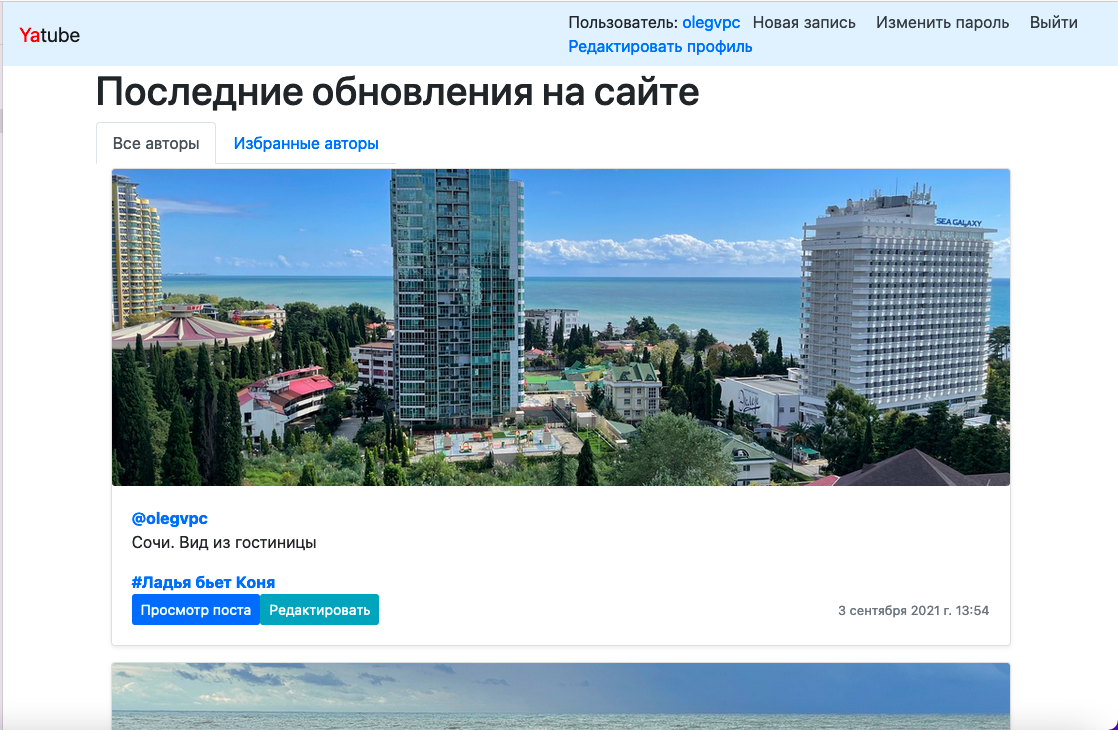 Yatube
Пользователь: olegvpc Новая запись Изменить пароль Выйти
Редактировать профиль
Последние обновления на сайте
Все авторы Избранные авторы
SEA GALAXY
@olegvpc
Сочи. Вид из гостиницы
#Ладья бьет Коня
Просмотр поста Редактировать
3 сентября 2021 г. 13:54